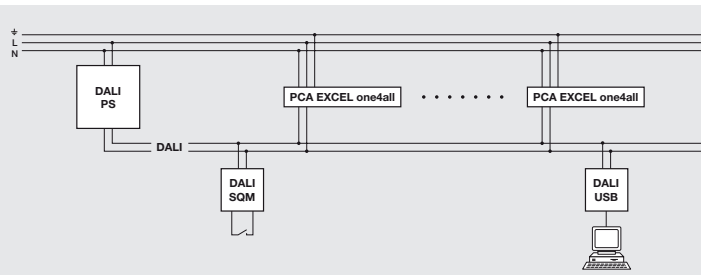 L
N
DALI
PS
PCA EXCEL one4all
PCA EXCEL one4all
DALI
DALI
SQM
DALI
USB